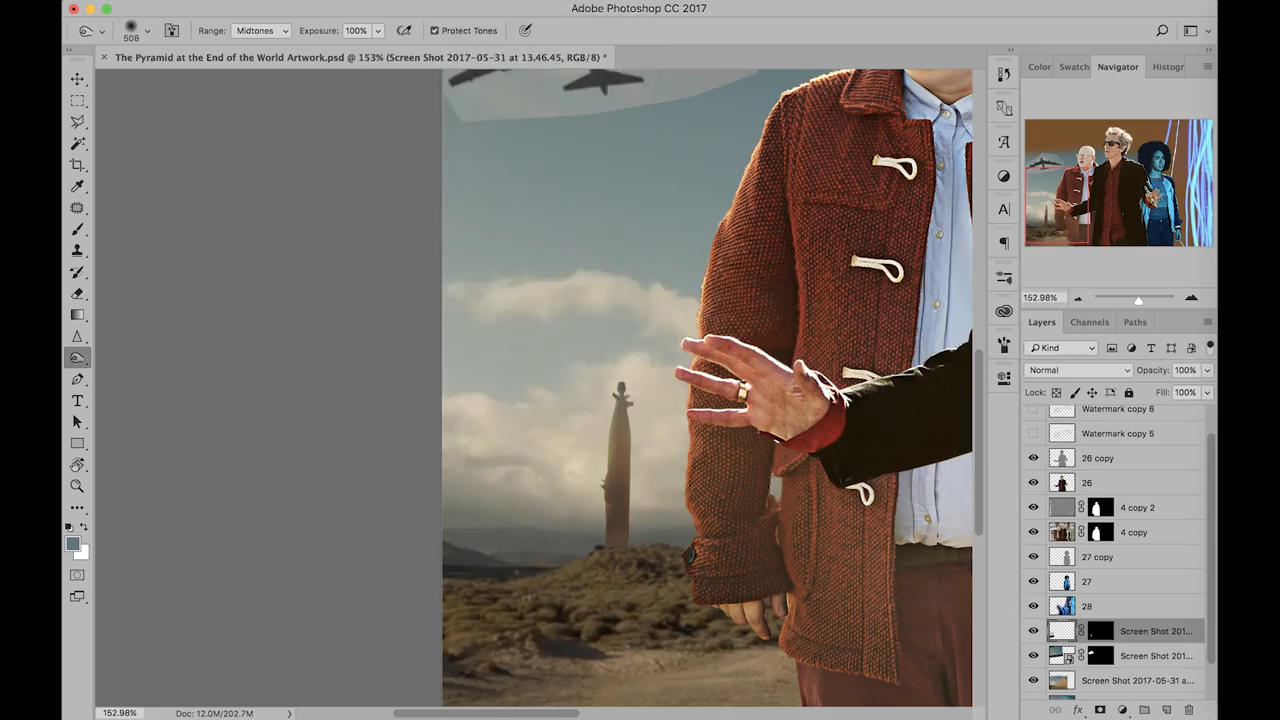 Adobe Photoshop CC 2017
508
Range: Midtones
Exposure: 100%
Protect Tones
× The Pyramid at the End of the World Artwork.psd @ 153% (Screen Shot 2017-05-31 at 13,46.45, RGB/8) *
Color
Swatch
Navigator
Histogr
152.98%
Layers
Channels
Paths
Kind
Normal
Opacity: 100%
Lock:
Fill: 100%
Watermark copy 6
Watermark copy 5
26 copy
26
4 copy 2
4 copy
27 copy
27
28
Screen Shot 201...
Screen Shot 201...
Screen Shot 2017-05-31 a...
fx
152.98%
Doc: 12.0M/202.7M